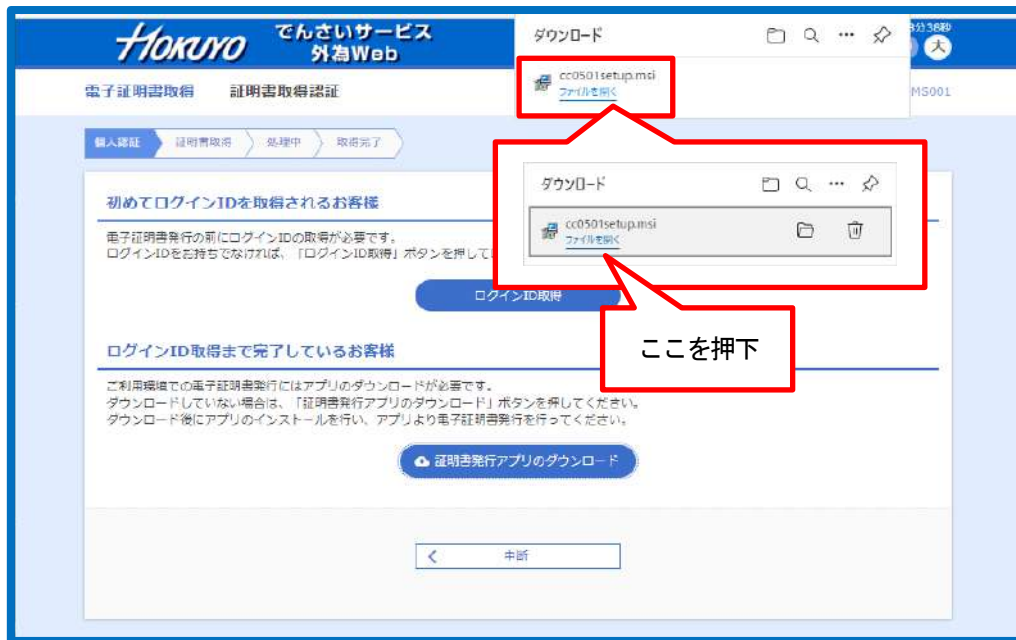 HOKUYO
でんさいサービス
外為Web
大
電子証明書取得
証明書取得認証
MS001
ダウンロード
cc0501setup.msi
ファイルを開く
個人認証
証明書取得
処理中
取得完了
ダウンロード
cc0501setup.msi
ファイルを開く
ここを押下
初めてログインIDを取得されるお客様
電子証明書発行の前にログインIDの取得が必要です。
ログインIDをお持ちでなければ、「ログインID取得」ボタンを押して
ログインID取得
ログインID取得まで完了しているお客様
ご利用環境での電子証明書発行にはアプリのダウンロードが必要です。
ダウンロードしていない場合は、「証明書発行アプリのダウンロード」ボタンを押してください。
ダウンロード後にアプリのインストールを行い、アプリより電子証明書発行を行ってください。
証明書発行アプリのダウンロード
中断